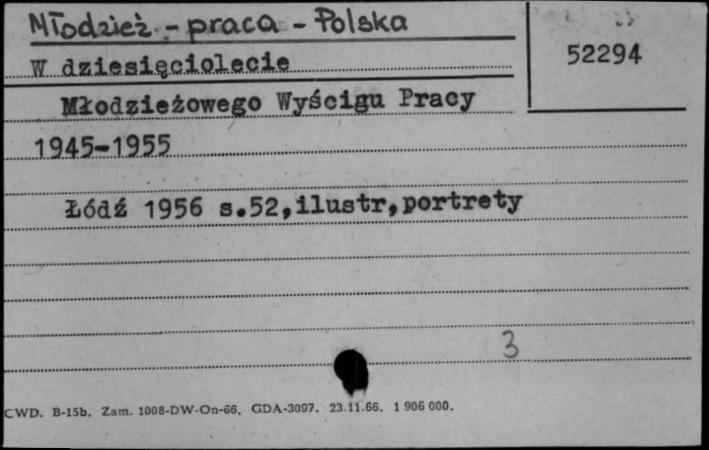 Młodzież - praca - Polska
52294
W dziesięciolecie
Młodzieżowego Wyścigu Pracy
1945-1955
Łódź 1956 s.52,ilustr,portrety
3
CWD. B-15b. Zam. 1008-DW-On-66. GDA-3097. 23.11.66. 1 906 000.